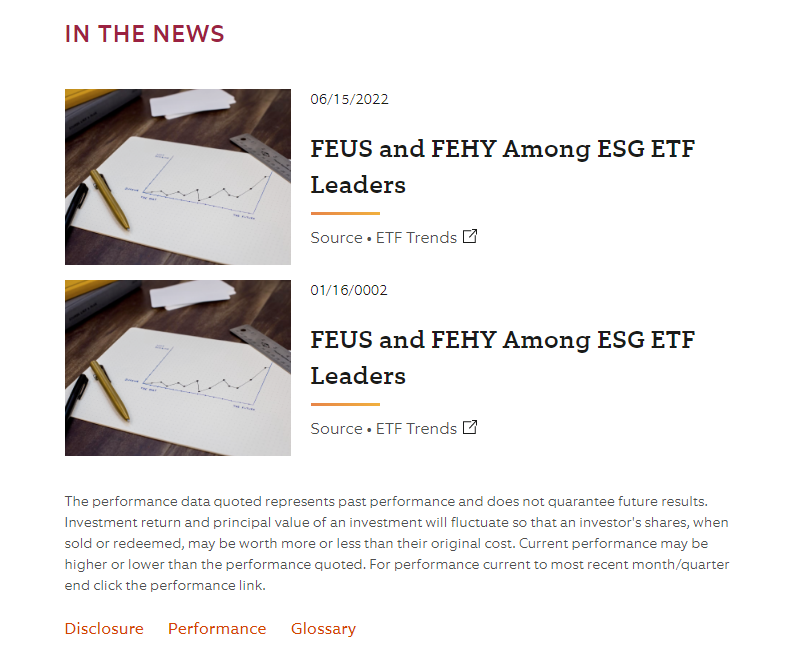 IN THE NEWS
06/15/2022
FEUS and FEHY Among ESG ETF
Leaders
Source • ETF Trends
01/16/0002
FEUS and FEHY Among ESG ETF
Leaders
Source • ETF Trends
The performance data quoted represents past performance and does not quarantee future results.
Investment return and principal value of an investment will fluctuate so that an investor's shares, when
sold or redeemed, may be worth more or less than their original cost. Current performance may be
higher or lower than the performance quoted. For performance current to most recent month/quarter
end click the performance link.
Disclosure Performance Glossary